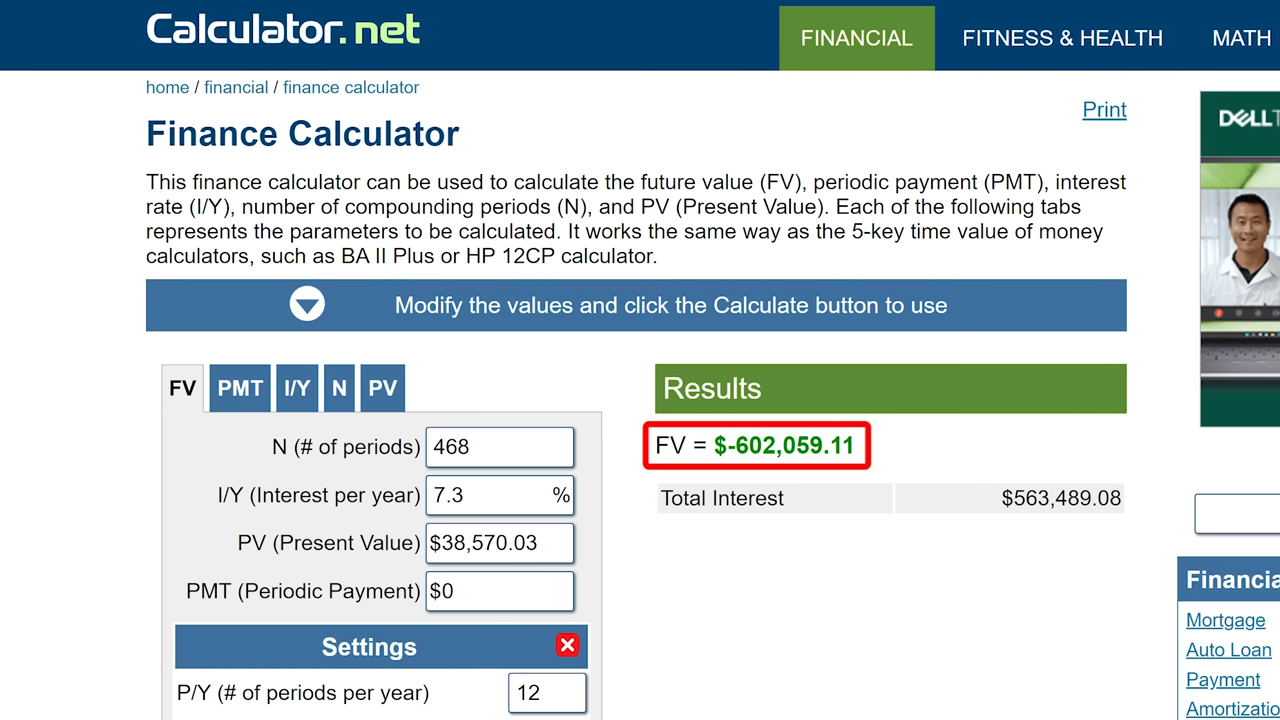 Calculator.net
FINANCIAL
FITNESS & HEALTH
MATH
home / financial / finance calculator
Print
Finance Calculator
This finance calculator can be used to calculate the future value (FV), periodic payment (PMT), interest
rate (I/Y), number of compounding periods (N), and PV (Present Value). Each of the following tabs
represents the parameters to be calculated. It works the same way as the 5-key time value of money
calculators, such as BA II Plus or HP 12CP calculator.
Modify the values and click the Calculate button to use
FV PMT I/Y N PV
N (# of periods) 468
I/Y (Interest per year) 7.3 %
PV (Present Value) $38,570.03
PMT (Periodic Payment) $0
Settings
P/Y (# of periods per year) 12
Results
FV = $-602,059.11
Total Interest $563,489.08
DELLT
Financia
Mortgage
Auto Loan
Payment
Amortizatio